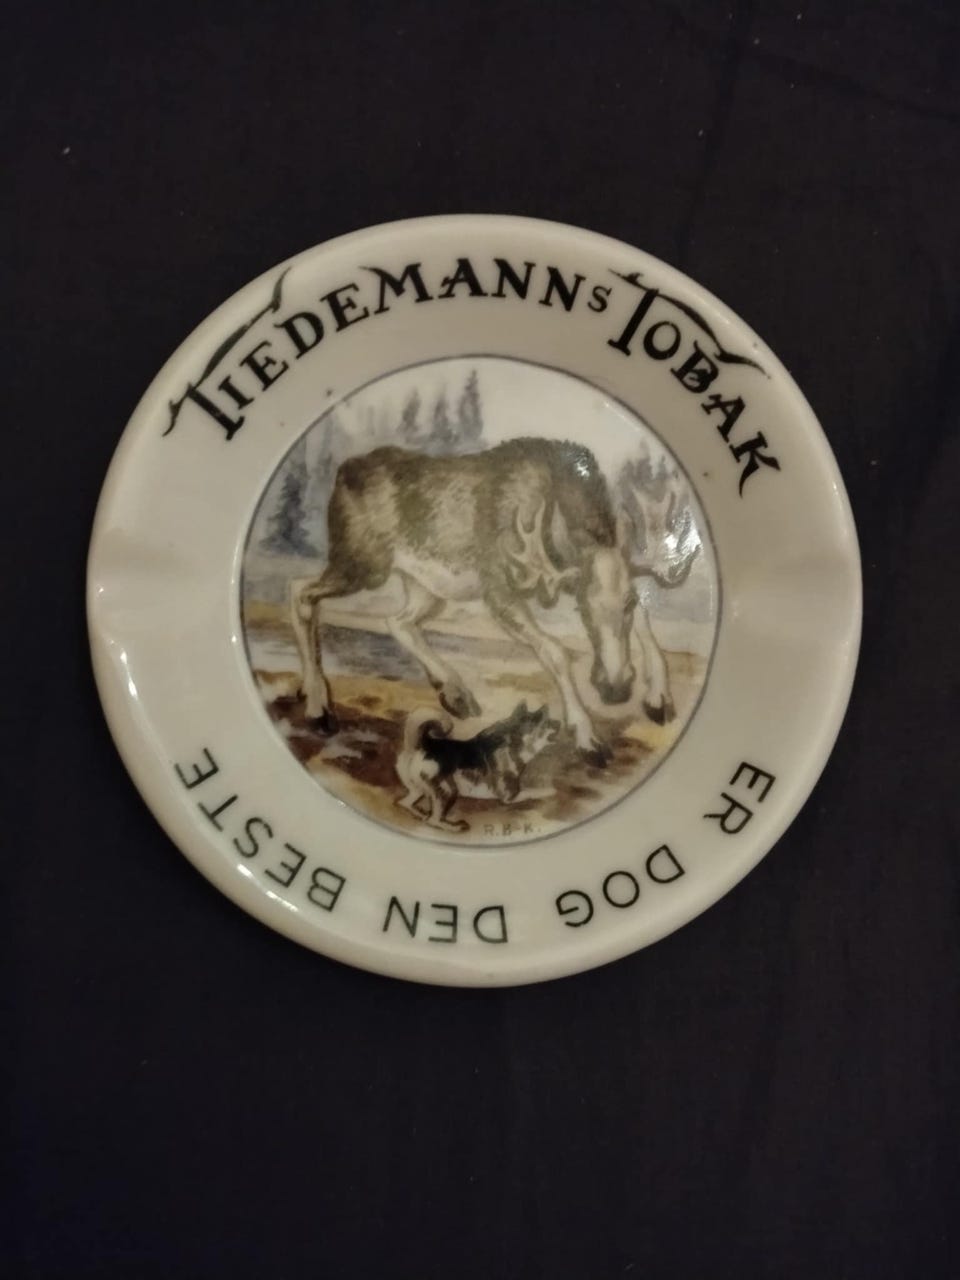 TIEDEMANNS TOBAK
ER DOG DEN BESTE
R.B-K.